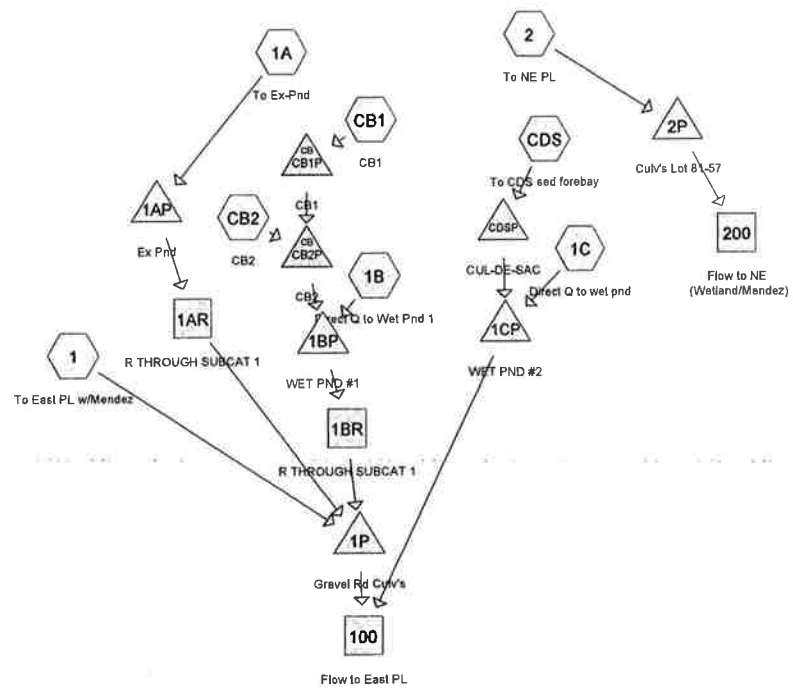 1A
To Ex-Pnd
2
To NE PL
CB1
CB1
CB
CB1P
CB1
CDS
To CDS sed forebay
2P
Culv's Lot 81-57
1AP
Ex Pnd
CB2
CB2
CB
CB2P
CB2
CDSP
CUL-DE-SAC
1C
Direct Q to wet pnd
200
Flow to NE
(Wetland/Mendez)
1B
Direct Q to Wet Pnd 1
1AR
R THROUGH SUBCAT 1
1BP
WET PND #1
1CP
WET PND #2
1
To East PL w/Mendez
1BR
R THROUGH SUBCAT 1
1P
Gravel Rd Culv's
100
Flow to East PL